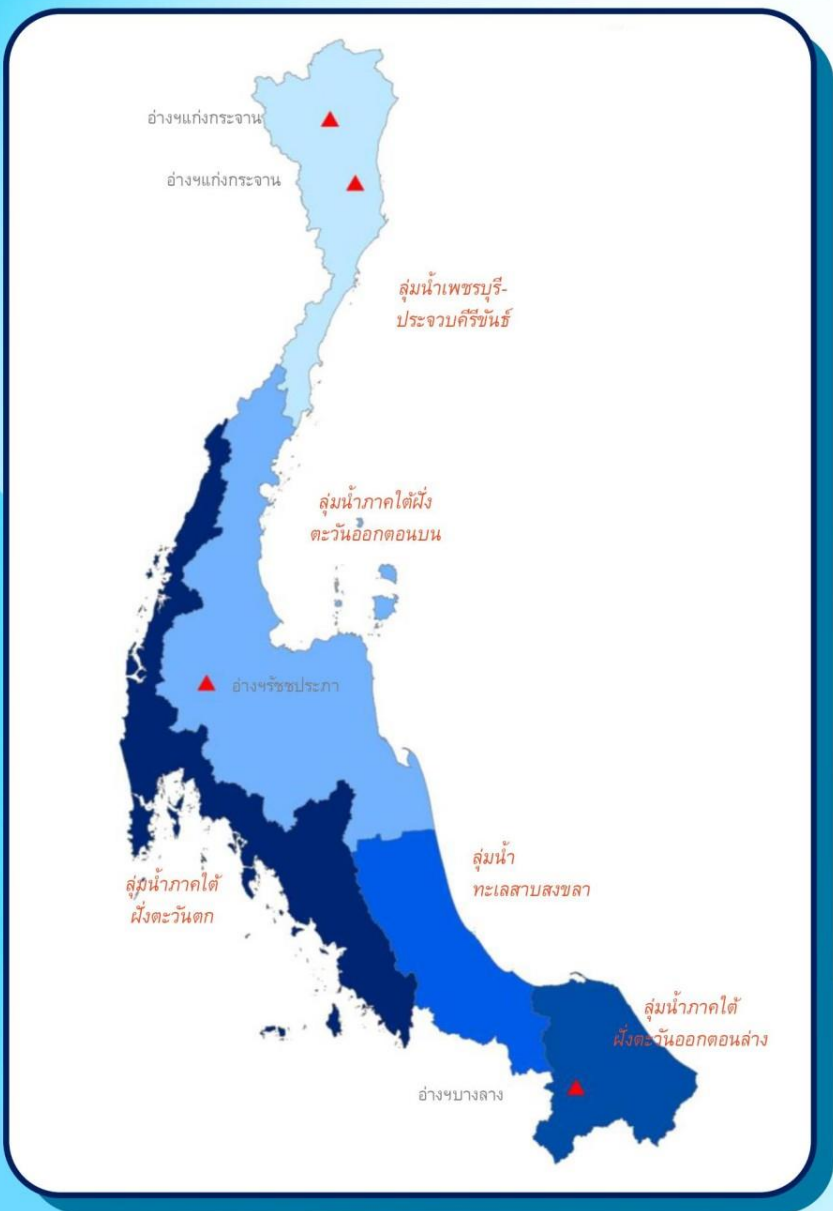 อ่างฯแก่งกระจาน
อ่างฯแก่งกระจาน
ลุ่มน้ำเพชรบุรี-
ประจวบคีรีขันธ์
ลุ่มน้ำภาคใต้ฝั่ง
ตะวันออกตอนบน
อ่างฯรัชชประภา
ลุ่มน้ำ
ทะเลสาบสงขลา
ลุ่มน้ำภาคใต้
ฝั่งตะวันตก
ลุ่มน้ำภาคใต้
ฝั่งตะวันออกตอนล่าง
อ่างฯบางลาง